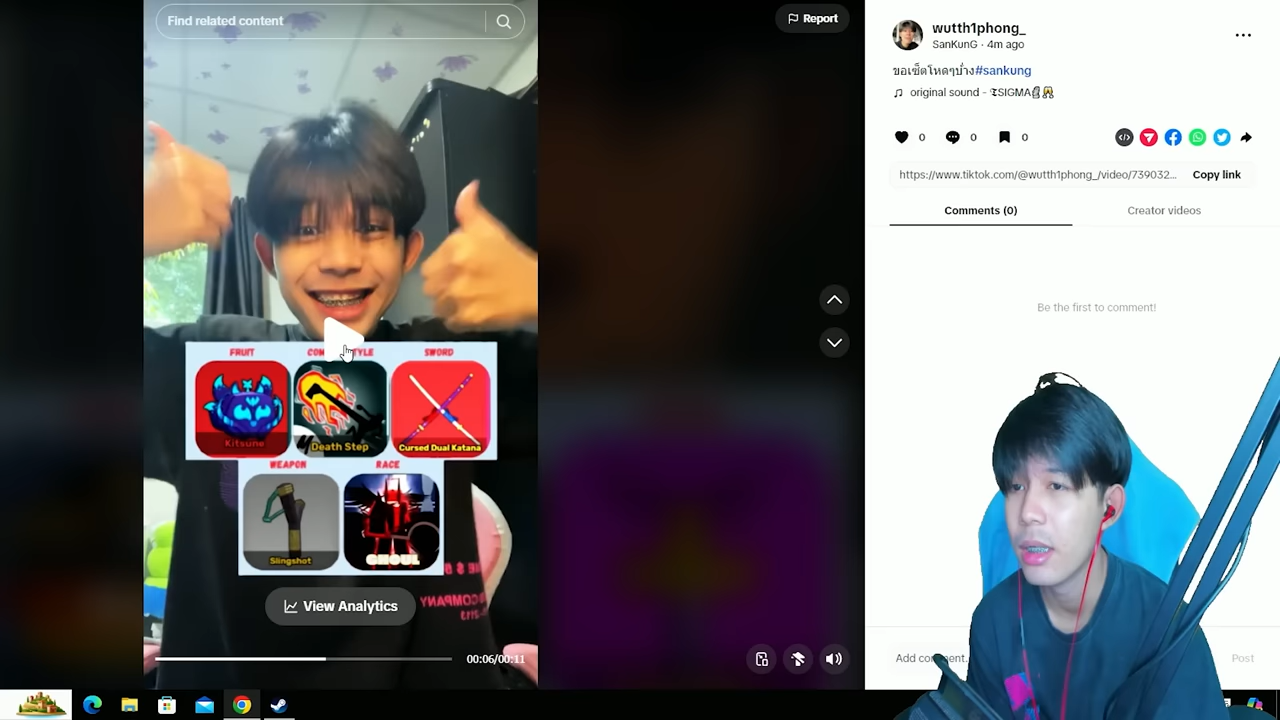 Find related content
Report
FRUIT
SWORD
Kitsune
Death Step
Cursed Dual Katana
WEAPON
RACE
Slingshot
GHOUL
COMPANY
View Analytics
00:06/00:11
wutth1phong_
SanKunG · 4m ago
ขอเซ็ตโหดๆบ่าง#sankung
original sound - SIGMA
0
0
0
https://www.tiktok.com/@wutth1phong_/video/739032...
Copy link
Comments (0)
Creator videos
Be the first to comment!
Post